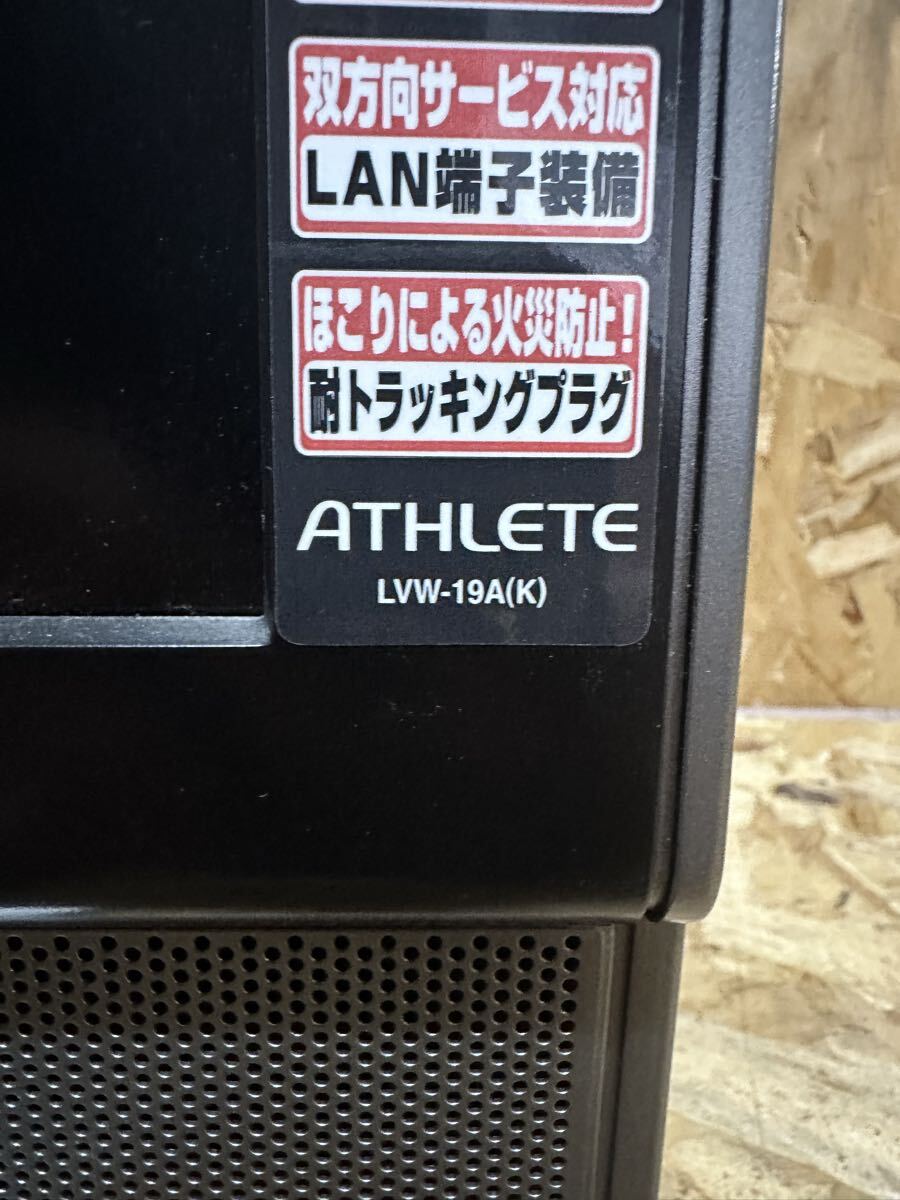 双方向サービス対応
LAN端子装備
ほこりによる火災防止!
耐トラッキングプラグ
ATHLETE
LVW-19A(K)